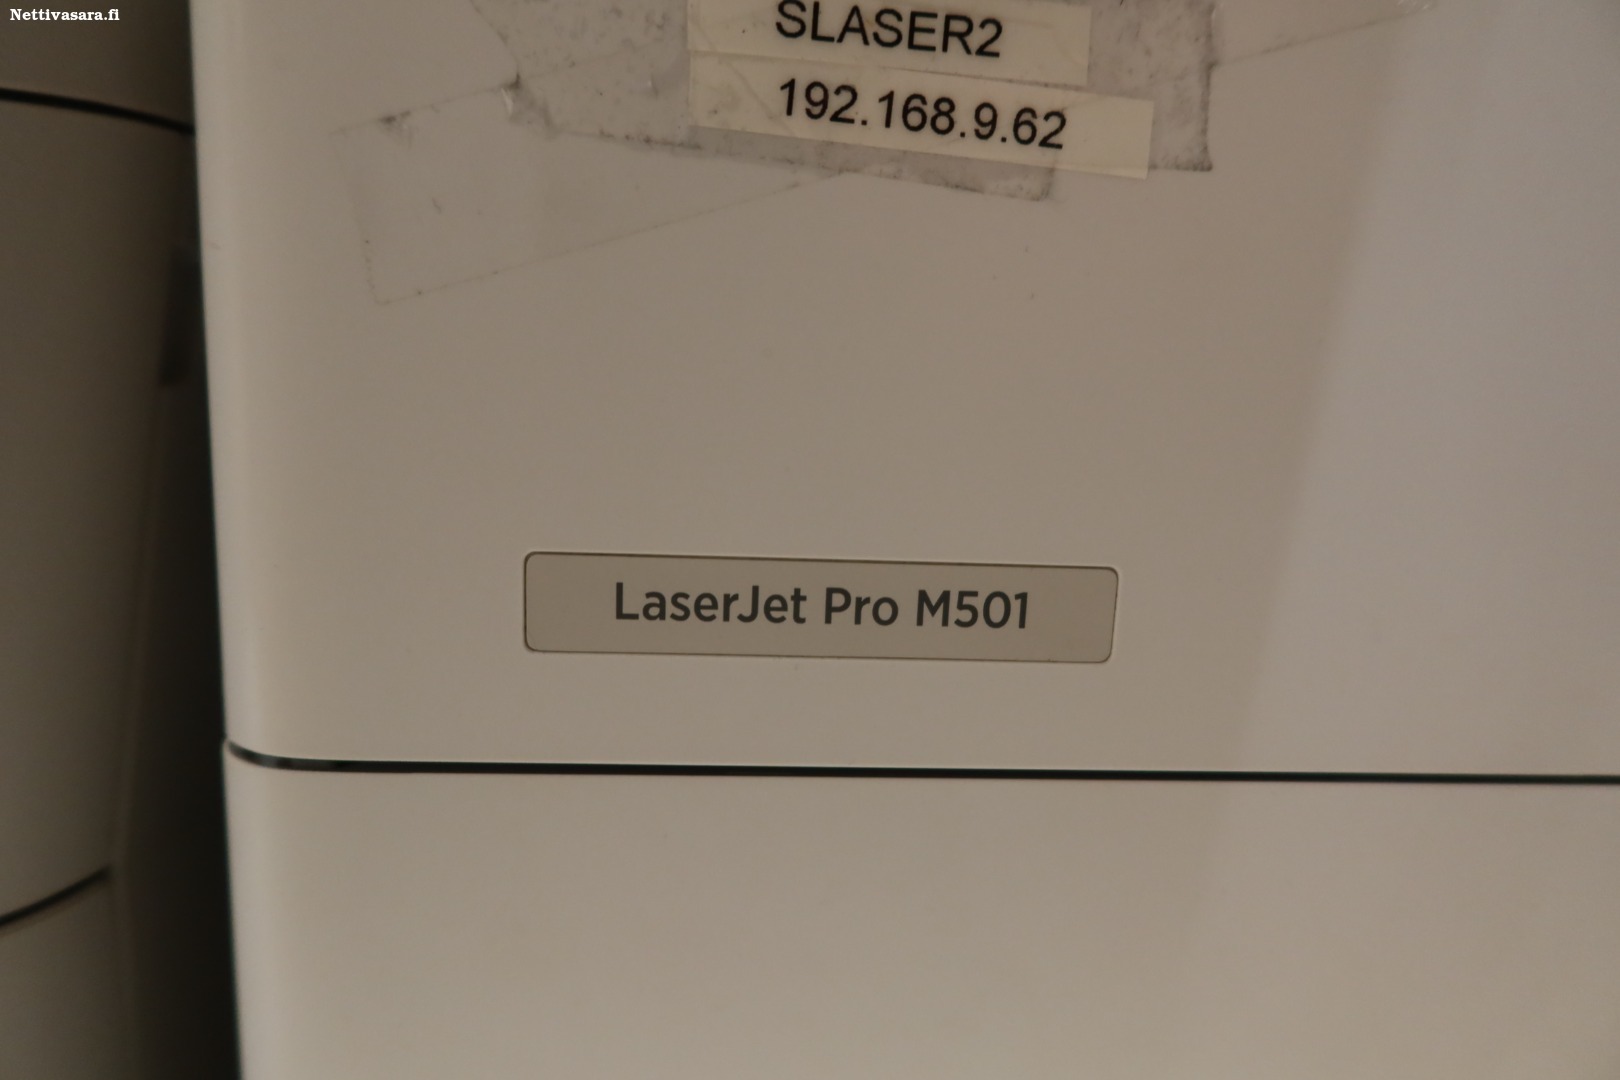 Nettivasara.fi
SLASER2
192.168.9.62
LaserJet Pro M501